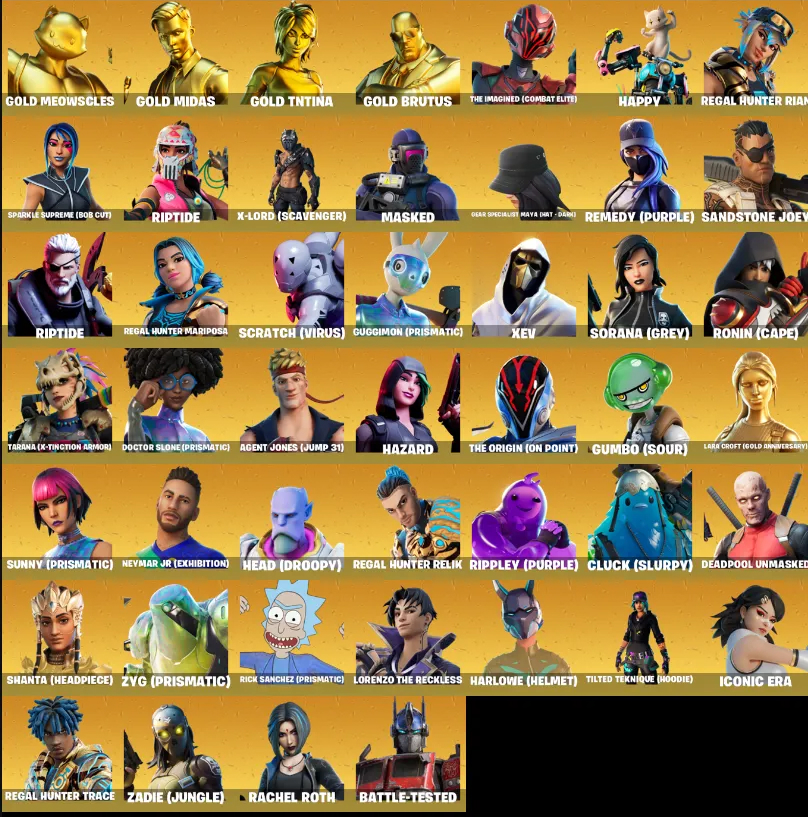 GOLD MEOWSCLES
GOLD MIDAS
GOLD TNTINA
GOLD BRUTUS
THE IMAGINED (COMBAT ELITE)
HAPPY
REGAL HUNTER RIAN
SPARKLE SUPREME (BOB CUT)
RIPTIDE
X-LORD (SCAVENGER)
MASKED
GEAR SPECIALIST MAYA (HAT - DARK)
REMEDY (PURPLE)
SANDSTONE JOEY
RIPTIDE
REGAL HUNTER MARIPOSA
SCRATCH (VIRUS)
GUGGIMON (PRISMATIC)
XEV
SORANA (GREY)
RONIN (CAPE)
TARANA (X-TINCTION ARMOR)
DOCTOR SLONE (PRISMATIC)
AGENT JONES (JUMP 31)
HAZARD
THE ORIGIN (ON POINT)
GUMBO (SOUR)
LARA CROFT (GOLD ANNIVERSARY)
SUNNY (PRISMATIC)
NEYMAR JR (EXHIBITION)
HEAD (DROOPY)
REGAL HUNTER RELIK
RIPPLEY (PURPLE)
CLUCK (SLURPY)
DEADPOOL UNMASKED
SHANTA (HEADPIECE)
ZYG (PRISMATIC)
RICK SANCHEZ (PRISMATIC)
LORENZO THE RECKLESS
HARLOWE (HELMET)
TILTED TEKNIQUE (HOODIE)
ICONIC ERA
REGAL HUNTER TRACE
ZADIE (JUNGLE)
RACHEL ROTH
BATTLE-TESTED